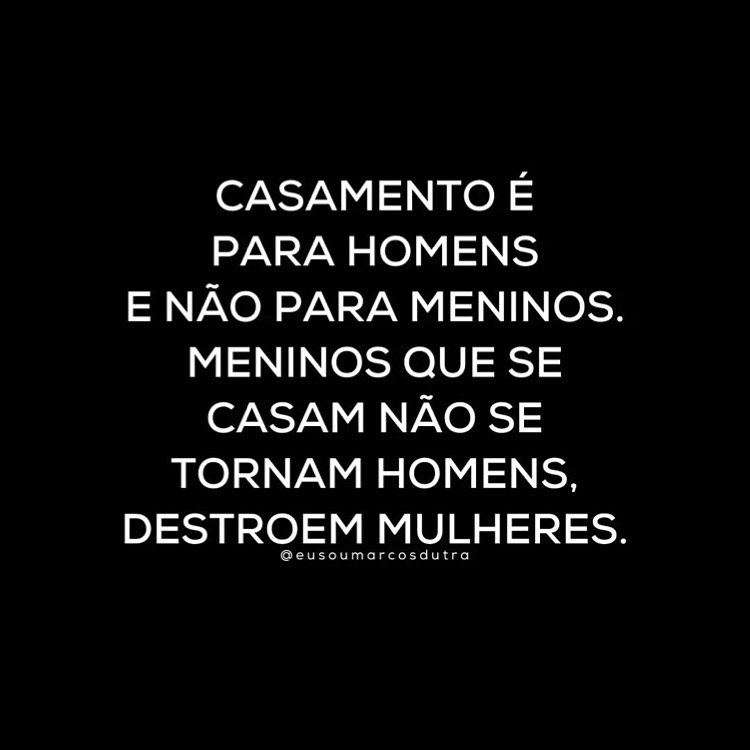 CASAMENTO É
PARA HOMENS
E NÃO PARA MENINOS.
MENINOS QUE SE
CASAM NÃO SE
TORNAM HOMENS,
DESTROEM MULHERES.
@eusoumarcosdutra